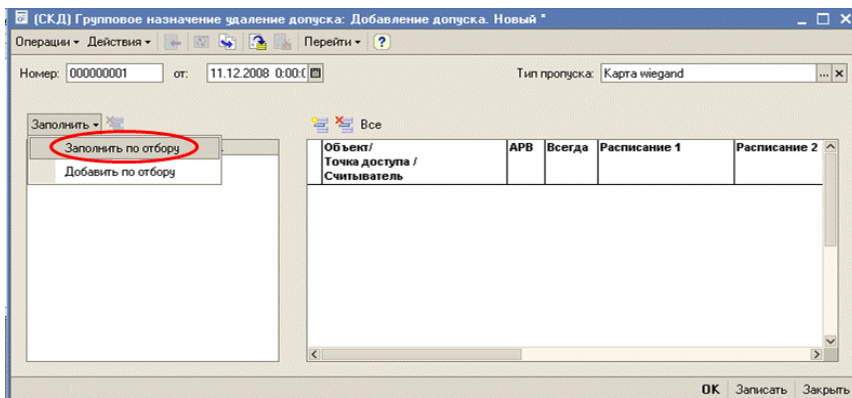 (СКД) Групповое назначение удаление допуска: Добавление допуска. Новый *
Операции Действия Перейти ?
Номер: 000000001 от: 11.12.2008 0:00:0 Тип пропуска: Карта wiegand ... ×
Заполнить Все
Заполнить по отбору
Добавить по отбору
Объект/ APB Всегда Расписание 1 Расписание 2
Точка доступа /
Считыватель
OK Записать Закрыть